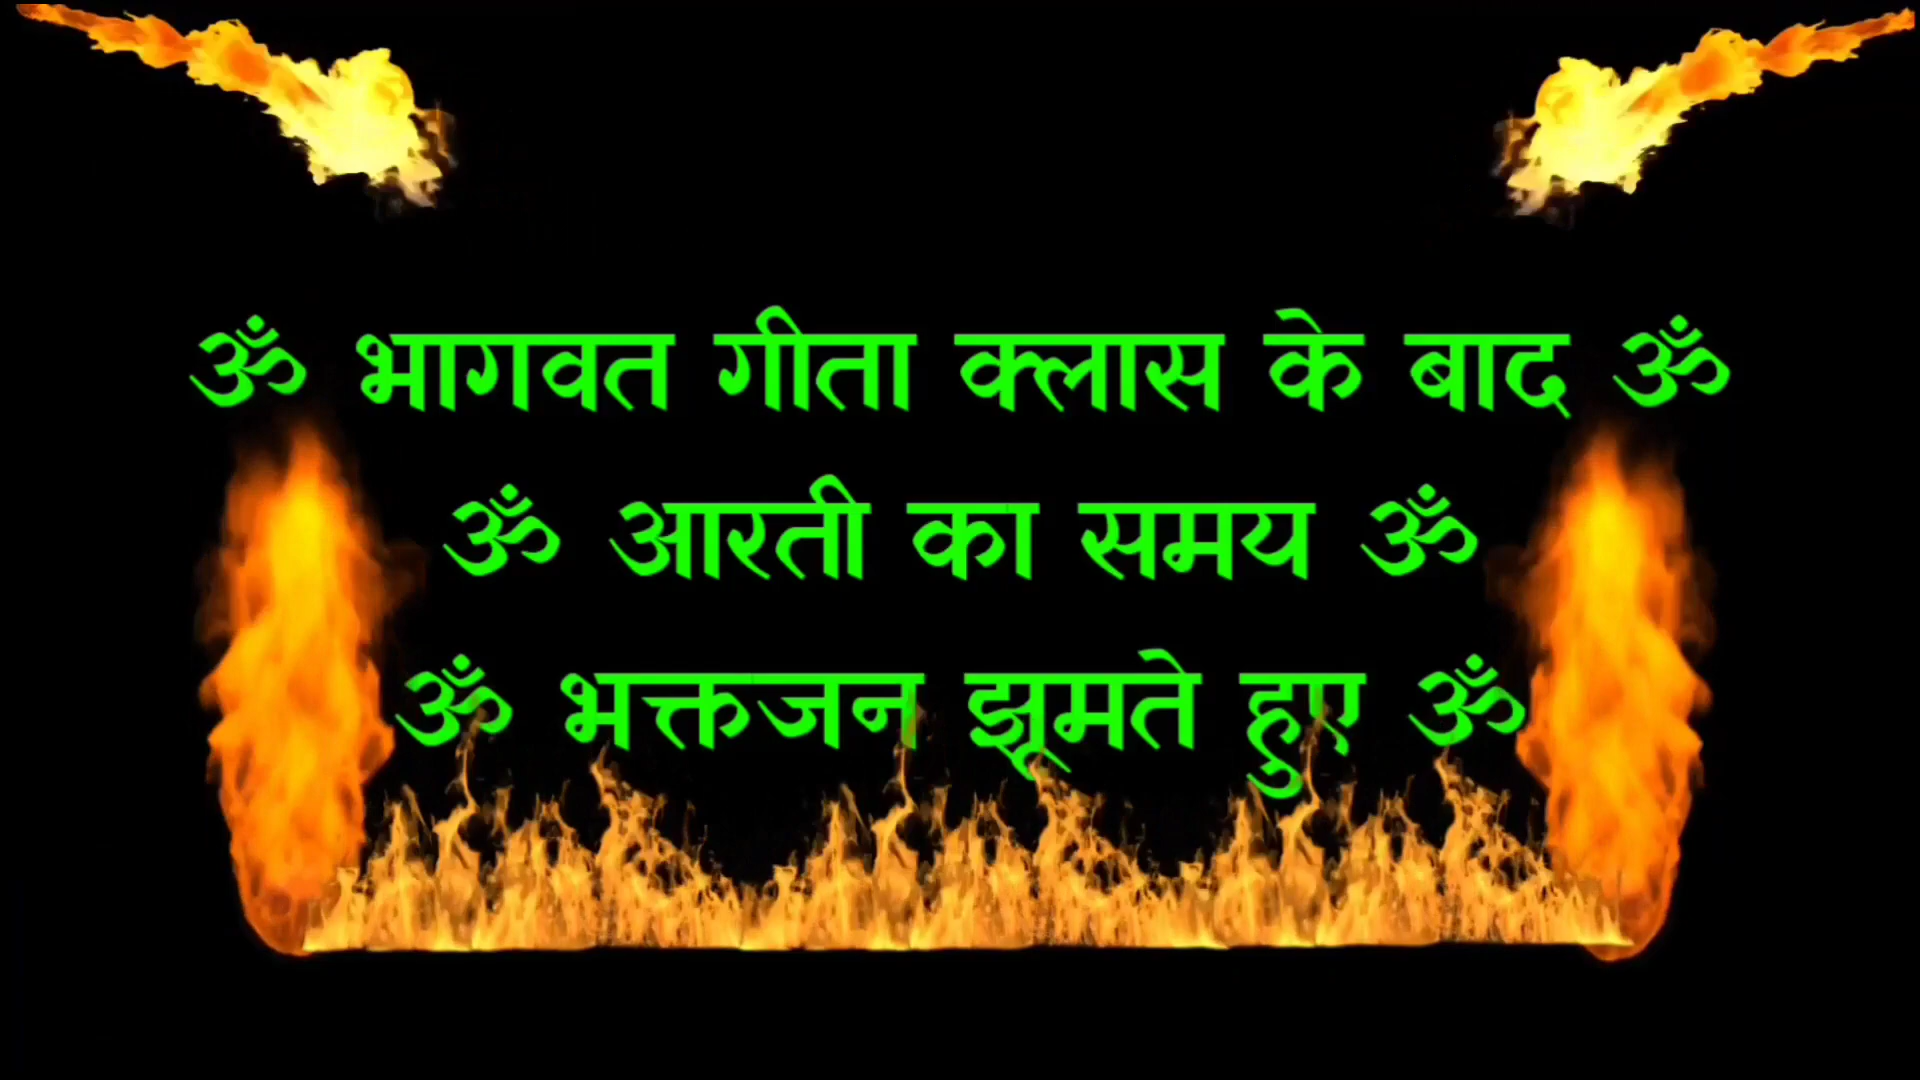 ॐ भागवत गीता क्लास के बाद ॐ
ॐ आरती का समय ॐ
ॐ भक्तजन झूमते हुए ॐ